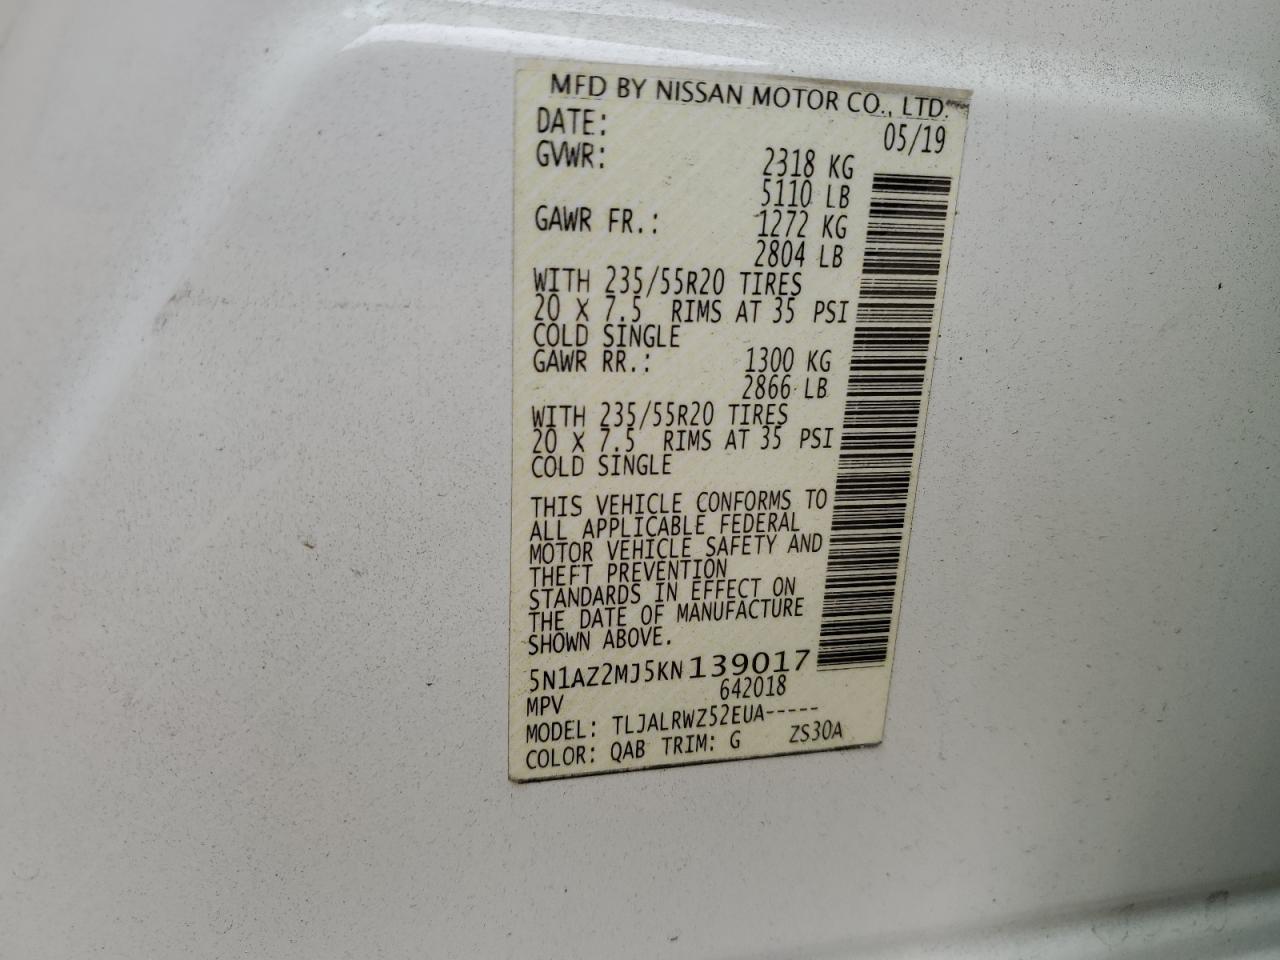 MFD BY NISSAN MOTOR CO., LTD.
DATE: 05/19
GVWR: 2318 KG
5110 LB
GAWR FR.: 1272 KG
2804 LB
WITH 235/55R20 TIRES
20 X 7.5 RIMS AT 35 PSI
COLD SINGLE
GAWR RR.: 1300 KG
2866 LB
WITH 235/55R20 TIRES
20 X 7.5 RIMS AT 35 PSI
COLD SINGLE
THIS VEHICLE CONFORMS TO
ALL APPLICABLE FEDERAL
MOTOR VEHICLE SAFETY AND
THEFT PREVENTION
STANDARDS IN EFFECT ON
THE DATE OF MANUFACTURE
SHOWN ABOVE.
5N1AZ2MJ5KN139017
MPV 642018
MODEL: TLJALRWZ52EUA-----
COLOR: QAB TRIM: G ZS30A